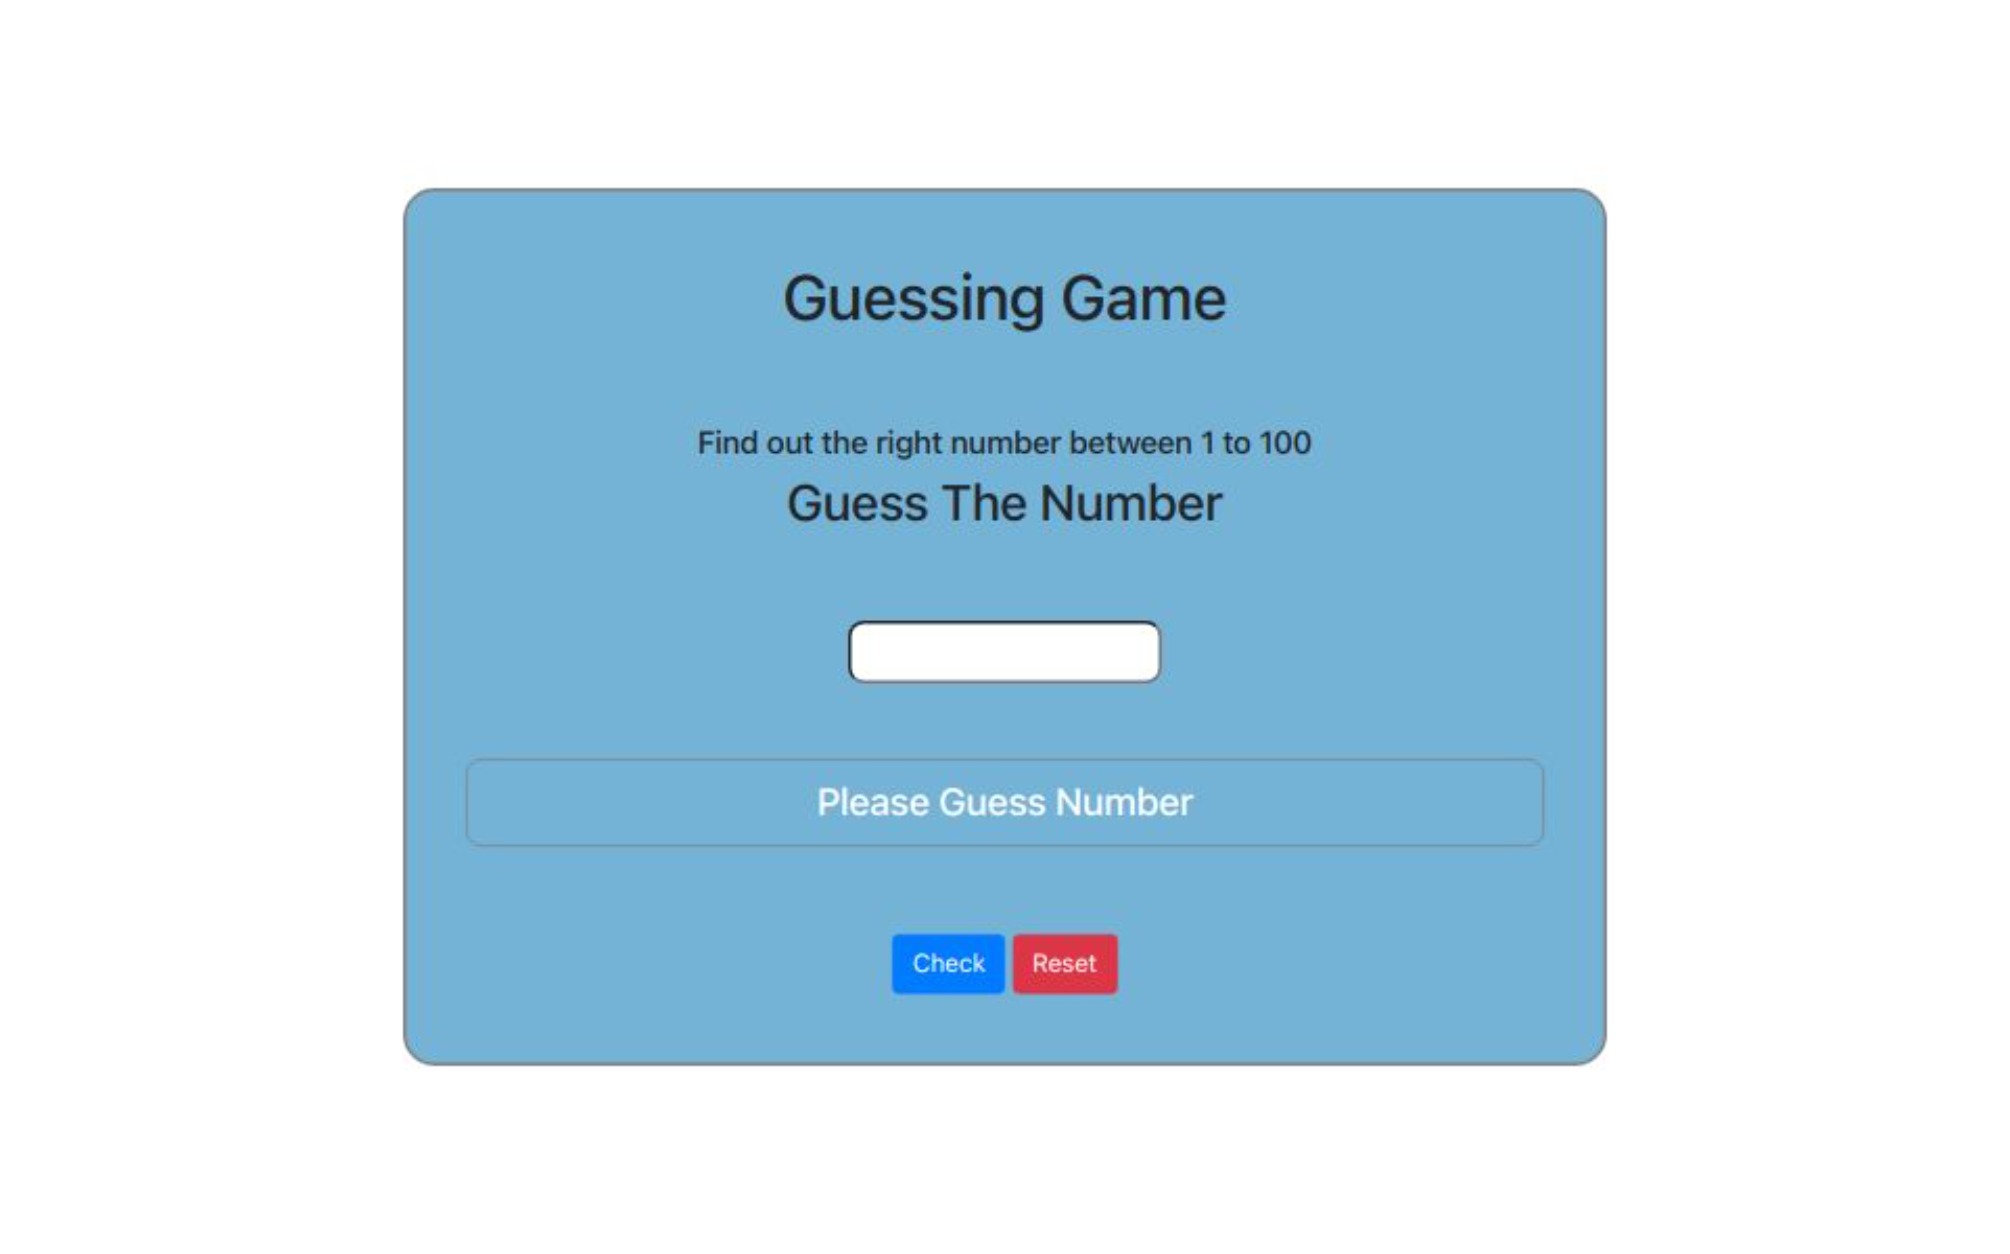 Guessing Game
Find out the right number between 1 to 100
Guess The Number
Please Guess Number
Check Reset